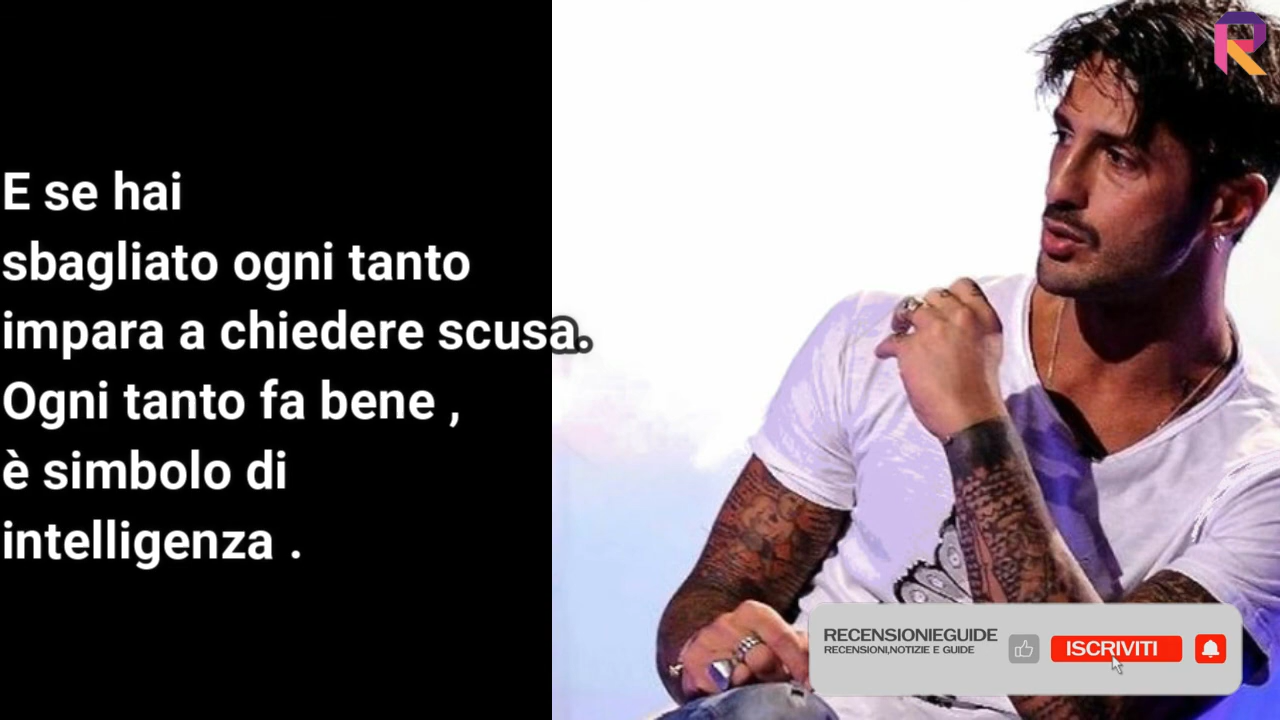 E se hai
sbagliato ogni tanto
impara a chiedere scusa.
Ogni tanto fa bene ,
è simbolo di
intelligenza .
RECENSIONIEGUIDE
RECENSIONI,NOTIZIE E GUIDE
ISCRIVITI